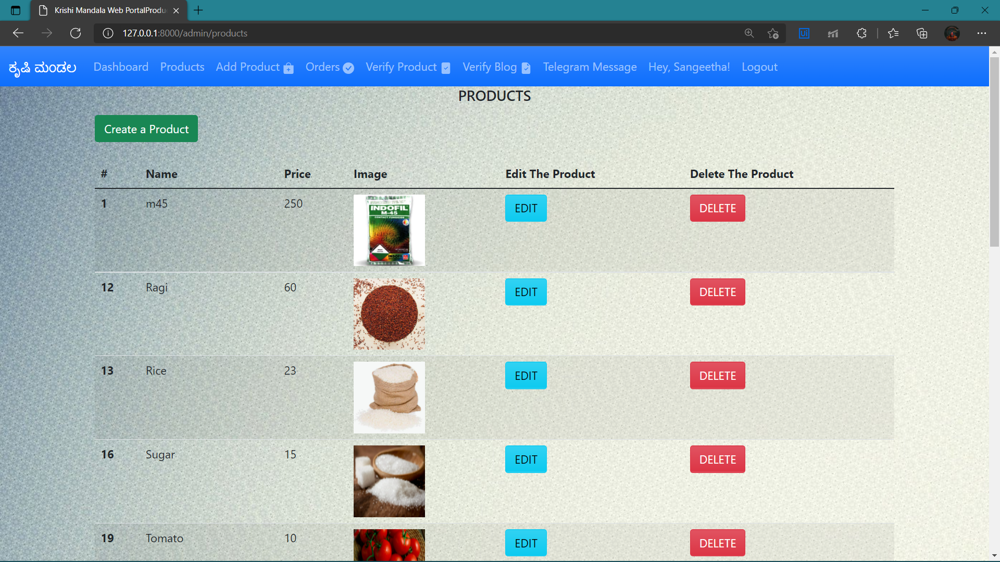 Krishi Mandala Web PortalProdu
127.0.0.1:8000/admin/products
ಕೃಷಿ ಮಂಡಲ Dashboard Products Add Product Orders Verify Product Verify Blog Telegram Message Hey, Sangeetha! Logout
PRODUCTS
Create a Product
# Name Price Image Edit The Product Delete The Product
1 m45 250 EDIT DELETE
INDOFIL
M-45
CONTACT FUNGICIDE
INDOFIL
12 Ragi 60 EDIT DELETE
13 Rice 23 EDIT DELETE
16 Sugar 15 EDIT DELETE
19 Tomato 10 EDIT DELETE